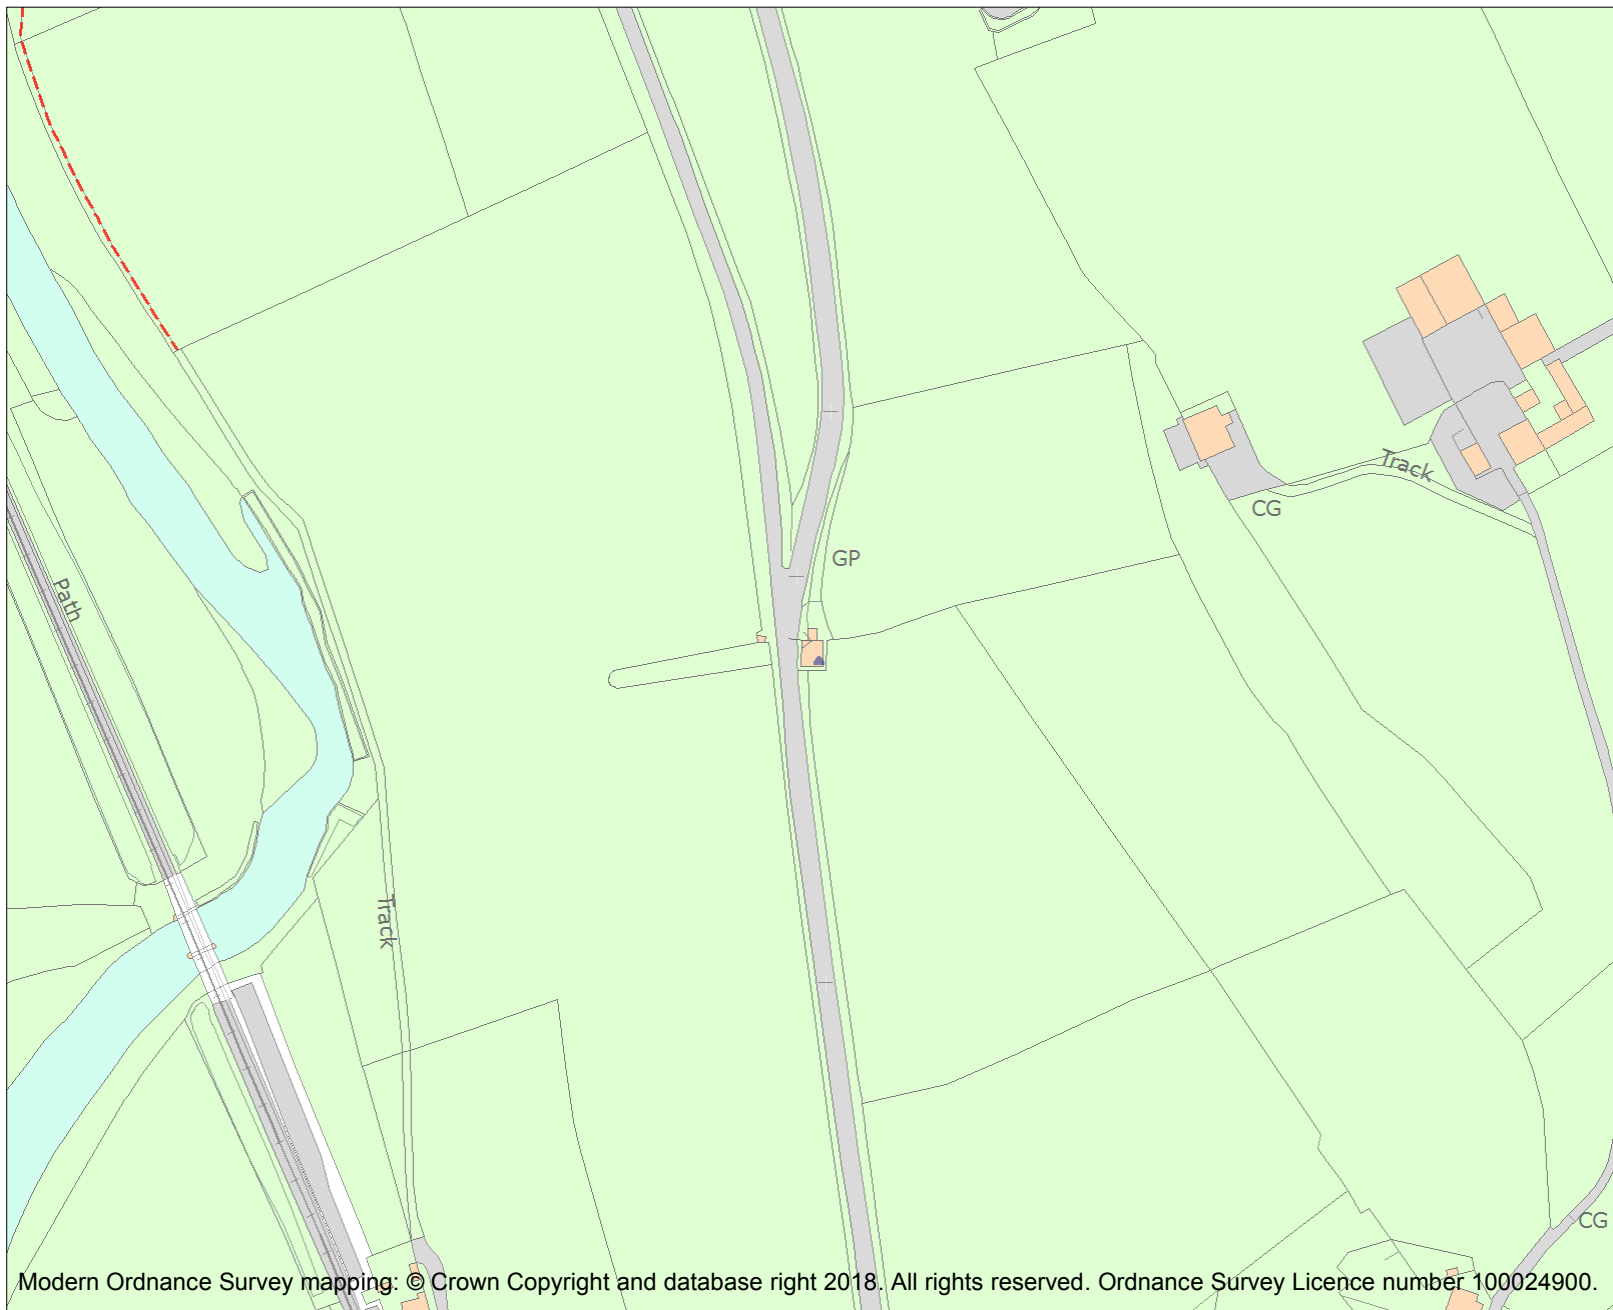 Track
CG
GP
Path
Track
CG
Modern Ordnance Survey mapping: © Crown Copyright and database right 2018. All rights reserved. Ordnance Survey Licence number 100024900.